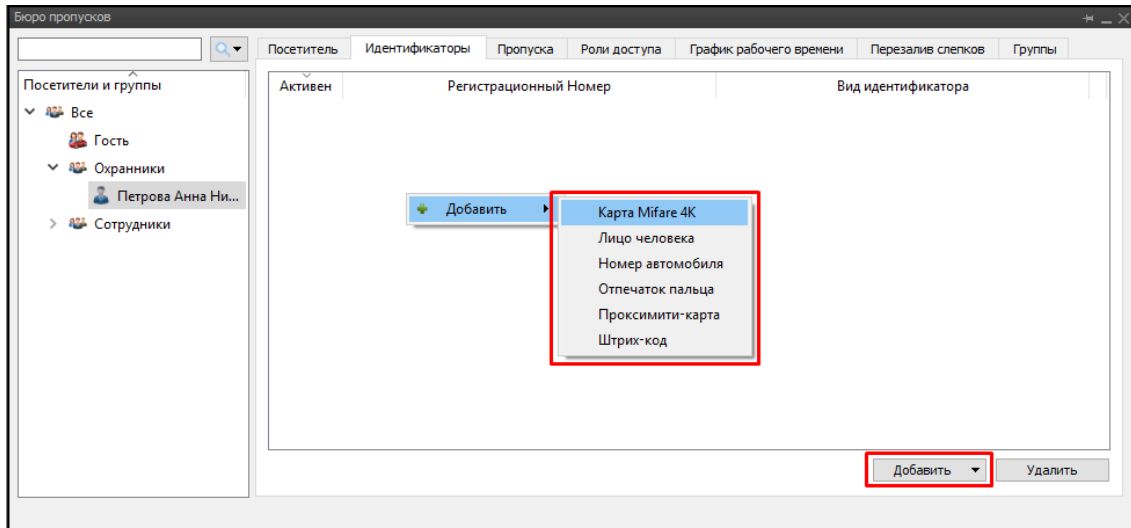 Бюро пропусков
Посетитель Идентификаторы Пропуска Роли доступа График рабочего времени Перезалив слепков Группы
Посетители и группы
Активен Регистрационный Номер Вид идентификатора
Все
Гость
Охранники
Петрова Анна Ни...
Сотрудники
Добавить
Карта Mifare 4K
Лицо человека
Номер автомобиля
Отпечаток пальца
Проксимити-карта
Штрих-код
Добавить Удалить